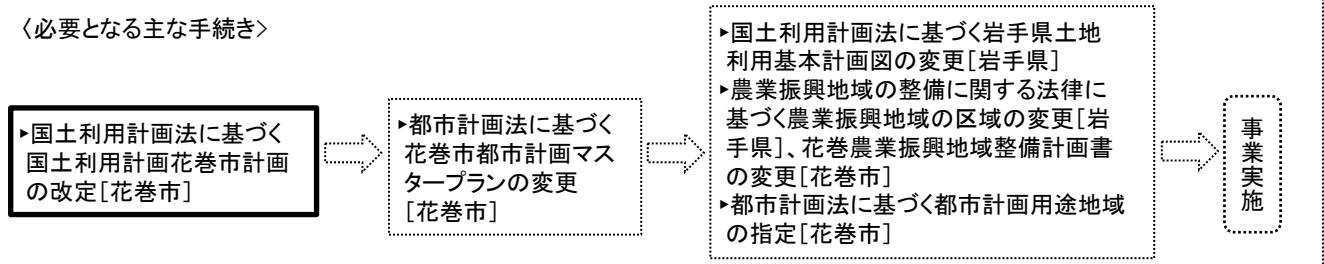 〈必要となる主な手続き〉
▸国土利用計画法に基づく
国土利用計画花巻市計画
の改定[花巻市]
▸都市計画法に基づく
花巻市都市計画マス
タープランの変更
[花巻市]
▸国土利用計画法に基づく岩手県土地
利用基本計画図の変更[岩手県]
▸農業振興地域の整備に関する法律に
基づく農業振興地域の区域の変更[岩
手県]、花巻農業振興地域整備計画書
の変更[花巻市]
▸都市計画法に基づく都市計画用途地域
の指定[花巻市]
事業実施